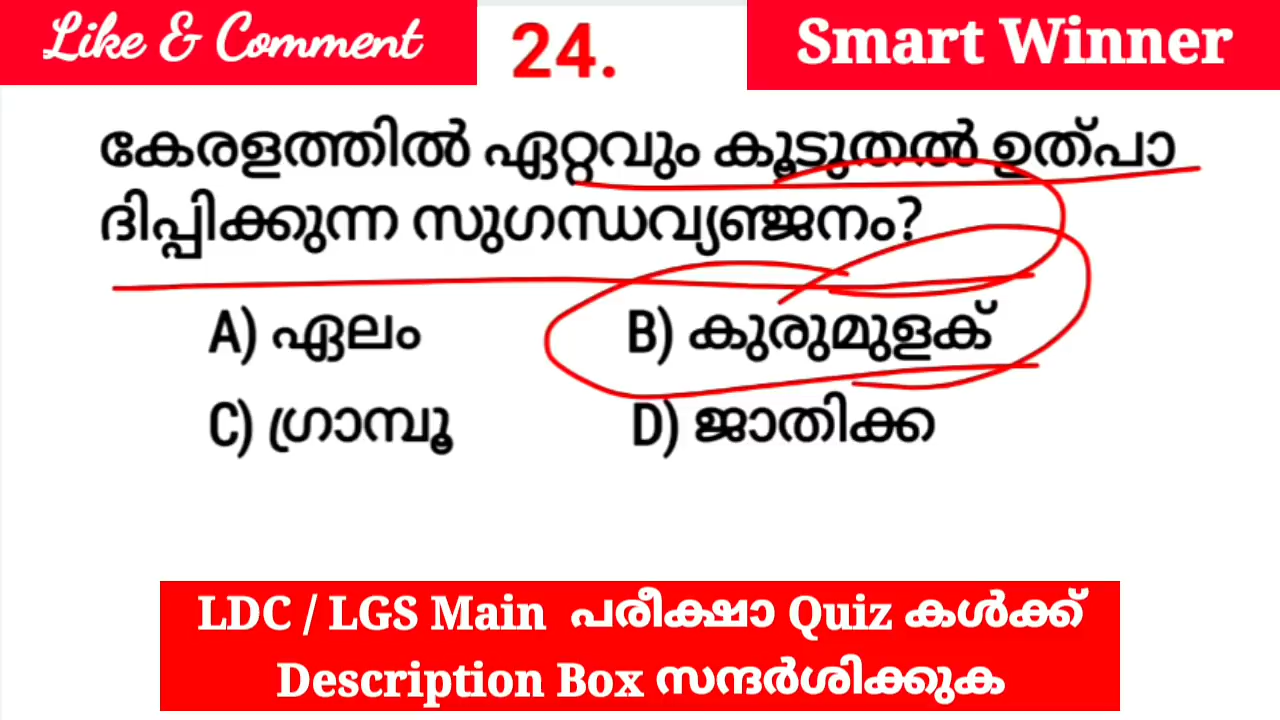 Like & Comment
24.
Smart Winner
കേരളത്തിൽ ഏറ്റവും കൂടുതൽ ഉത്പാ
ദിപ്പിക്കുന്ന സുഗന്ധവ്യഞ്ജനം?
A) ഏലം
B) കുരുമുളക്
C) ഗ്രാമ്പൂ
D) ജാതിക്ക
LDC / LGS Main പരീക്ഷാ Quiz കൾക്ക്
Description Box സന്ദർശിക്കുക